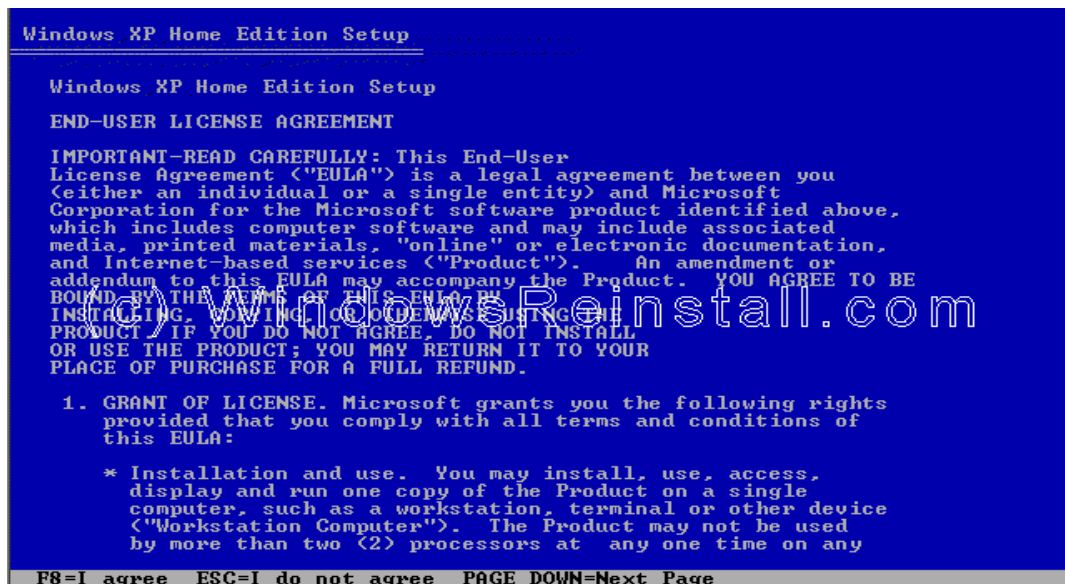 Windows XP Home Edition Setup
Windows XP Home Edition Setup
END-USER LICENSE AGREEMENT
IMPORTANT-READ CAREFULLY: This End-User
License Agreement ("EULA") is a legal agreement between you
(either an individual or a single entity) and Microsoft
Corporation for the Microsoft software product identified above,
which includes computer software and may include associated
media, printed materials, "online" or electronic documentation,
and Internet-based services ("Product").   An amendment or
addendum to this EULA may accompany the Product.  YOU AGREE TO BE
BOUND BY THE TERMS OF THIS EULA BY
INSTALLING, COPYING, OR OTHERWISE USING THE
(c) WindowsReinstall.com
PRODUCT. IF YOU DO NOT AGREE, DO NOT INSTALL
OR USE THE PRODUCT; YOU MAY RETURN IT TO YOUR
PLACE OF PURCHASE FOR A FULL REFUND.
1. GRANT OF LICENSE. Microsoft grants you the following rights
provided that you comply with all terms and conditions of
this EULA:
* Installation and use.  You may install, use, access,
display and run one copy of the Product on a single
computer, such as a workstation, terminal or other device
("Workstation Computer").  The Product may not be used
by more than two (2) processors at  any one time on any
F8=I agree  ESC=I do not agree  PAGE DOWN=Next Page